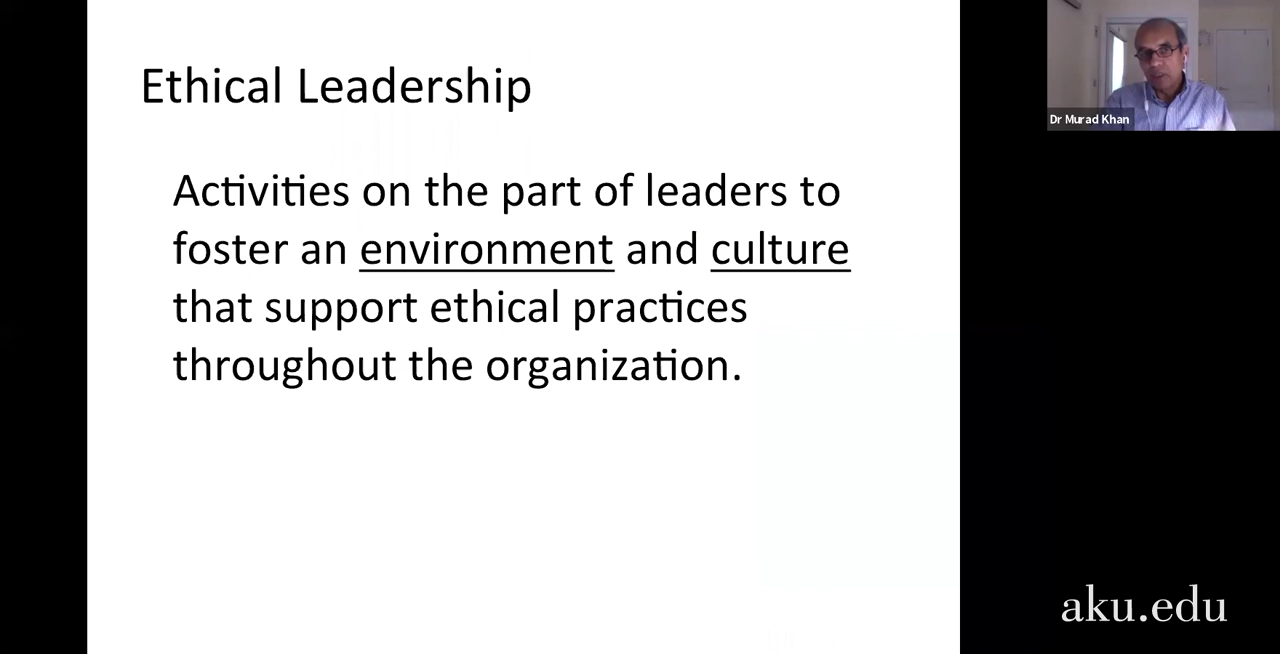 Ethical Leadership
Activities on the part of leaders to
foster an environment and culture
that support ethical practices
throughout the organization.
Dr Murad Khan
aku.edu